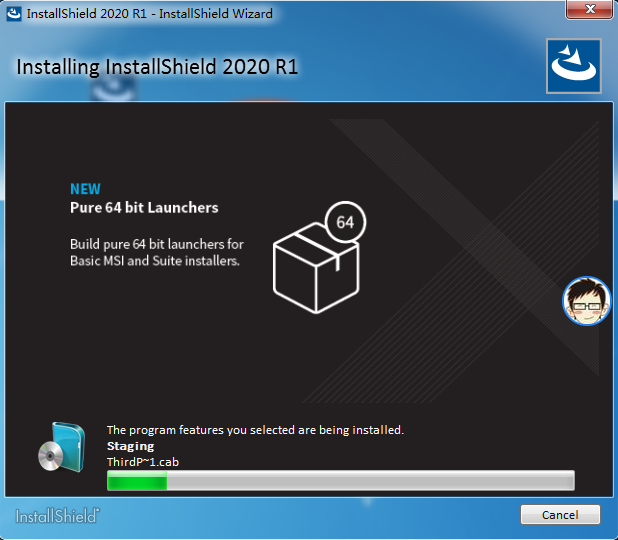 InstallShield 2020 R1 - InstallShield Wizard
Installing InstallShield 2020 R1
NEW
Pure 64 bit Launchers
64
Build pure 64 bit launchers for
Basic MSI and Suite installers.
The program features you selected are being installed.
Staging
ThirdP~1.cab
InstallShield
Cancel